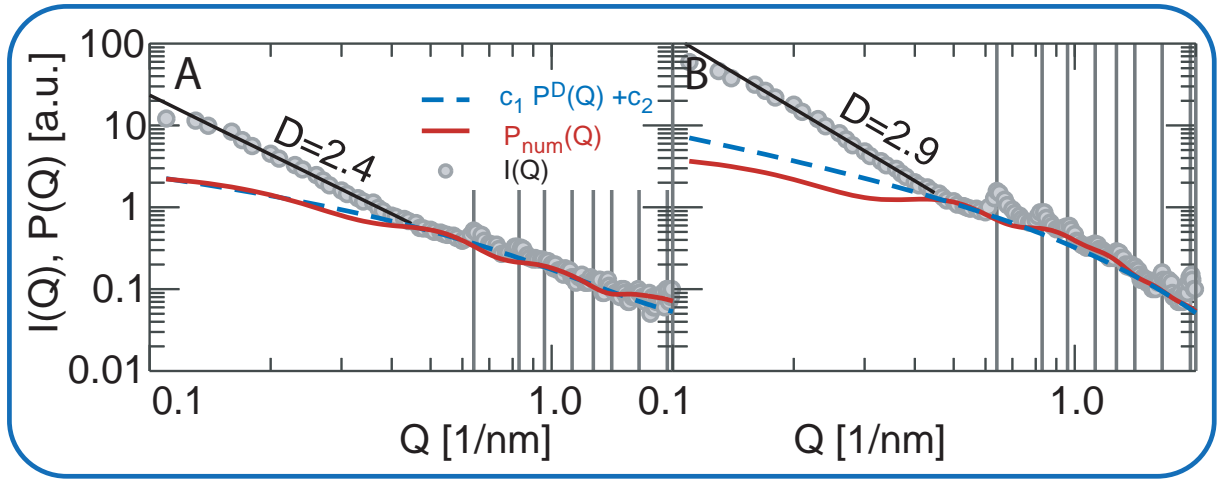 I(Q), P(Q) [a.u.]
100
10
1
0.1
0.01
A
D=2.4
c₁ Pᴰ(Q) +c₂
Pnum(Q)
I(Q)
B
D=2.9
0.1
1.0
0.1
1.0
Q [1/nm]
Q [1/nm]